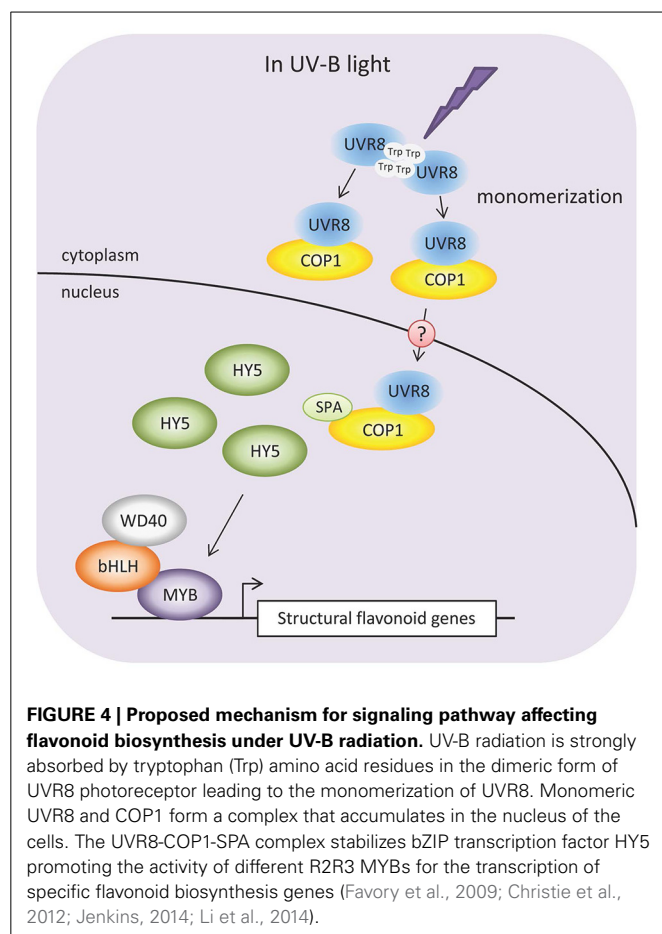 In UV-B light
UVR8
Trp Trp
Trp Trp
UVR8
monomerization
UVR8
COP1
UVR8
COP1
cytoplasm
nucleus
?
HY5
HY5
HY5
SPA
UVR8
COP1
WD40
bHLH
MYB
Structural flavonoid genes
FIGURE 4 | Proposed mechanism for signaling pathway affecting
flavonoid biosynthesis under UV-B radiation. UV-B radiation is strongly
absorbed by tryptophan (Trp) amino acid residues in the dimeric form of
UVR8 photoreceptor leading to the monomerization of UVR8. Monomeric
UVR8 and COP1 form a complex that accumulates in the nucleus of the
cells. The UVR8-COP1-SPA complex stabilizes bZIP transcription factor HY5
promoting the activity of different R2R3 MYBs for the transcription of
specific flavonoid biosynthesis genes (Favory et al., 2009; Christie et al.,
2012; Jenkins, 2014; Li et al., 2014).